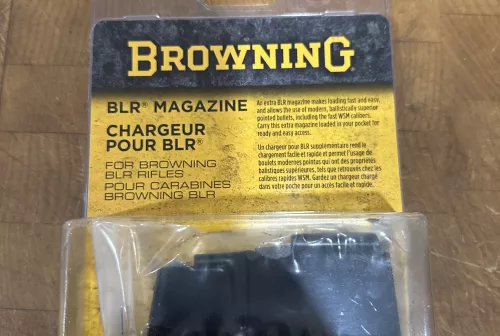 BROWNING
BLR® MAGAZINE
CHARGEUR
POUR BLR®
FOR BROWNING
BLR RIFLES
POUR CARABINES
BROWNING BLR
An extra BLR magazine makes loading fast and easy,
and allows the use of modern, ballistically superior
pointed bullets, including the fast WSM calibers.
Carry this extra magazine loaded in your pocket for
ready and easy access.
Un chargeur pour BLR supplémentaire rend le
chargement facile et rapide et permet l'usage de
boulets modernes pointus qui ont des propriétés
balistiques supérieures, tels que retrouvés chez les
calibres rapides WSM. Gardez un chargeur chargé
dans votre poche pour un accès facile et rapide.